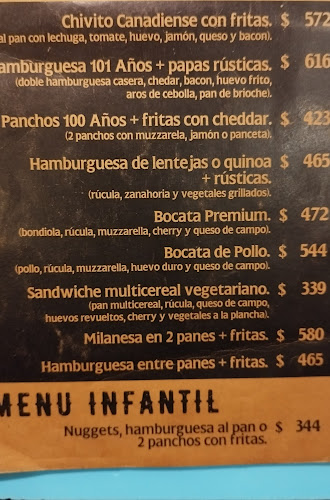 Chivito Canadiense con fritas. $ 572
al pan con lechuga, tomate, huevo, jamón, queso y bacon).
amburguesa 101 Años + papas rústicas. $ 616
(doble hamburguesa casera, chedar, bacon, huevo frito,
aros de cebolla, pan de brioche).
Panchos 100 Años + fritas con cheddar. $ 423
(2 panchos con muzzarela, jamón o panceta).
Hamburguesa de lentejas o quinoa $ 465
+ rústicas.
(rúcula, zanahoria y vegetales grillados).
Bocata Premium. $ 472
(bondiola, rúcula, muzzarella, cherry y queso de campo).
Bocata de Pollo. $ 544
(pollo, rúcula, muzzarella, huevo duro y queso de campo).
Sandwiche multicereal vegetariano. $ 339
(pan multicereal, rúcula, queso de campo,
huevos revueltos, cherry y vegetales a la plancha).
Milanesa en 2 panes + fritas. $ 580
Hamburguesa entre panes + fritas. $ 465
MENU INFANTIL
Nuggets, hamburguesa al pan o $ 344
2 panchos con fritas.